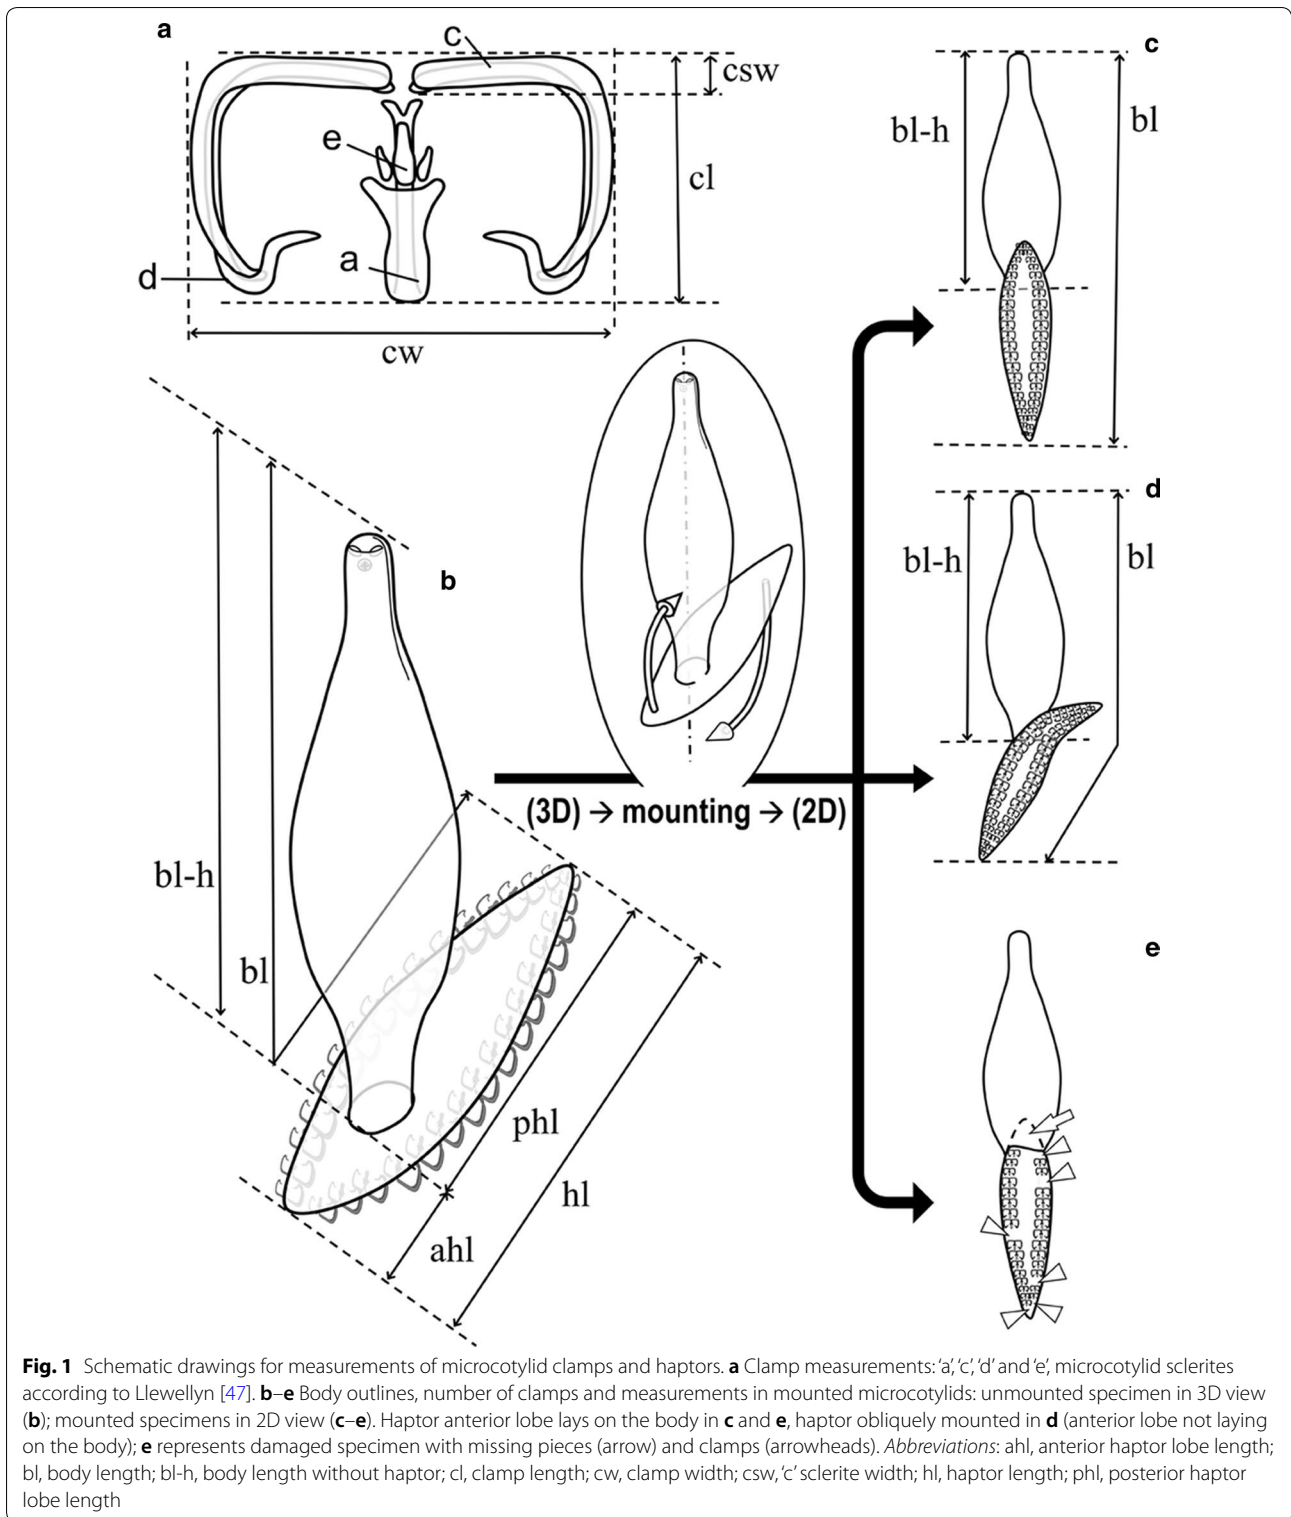 a
c
csw
e
cl
a
d
cw
c
bl-h
bl
b
bl-h
bl
phl
hl
ahl
(3D) → mounting → (2D)
d
bl-h
bl
e
Fig. 1 Schematic drawings for measurements of microcotylid clamps and haptors. a Clamp measurements: ‘a’, ‘c’, ‘d’ and ‘e’, microcotylid sclerites
according to Llewellyn [47]. b–e Body outlines, number of clamps and measurements in mounted microcotylids: unmounted specimen in 3D view
(b); mounted specimens in 2D view (c–e). Haptor anterior lobe lays on the body in c and e, haptor obliquely mounted in d (anterior lobe not laying
on the body); e represents damaged specimen with missing pieces (arrow) and clamps (arrowheads). Abbreviations: ahl, anterior haptor lobe length;
bl, body length; bl-h, body length without haptor; cl, clamp length; cw, clamp width; csw, ‘c’ sclerite width; hl, haptor length; phl, posterior haptor
lobe length